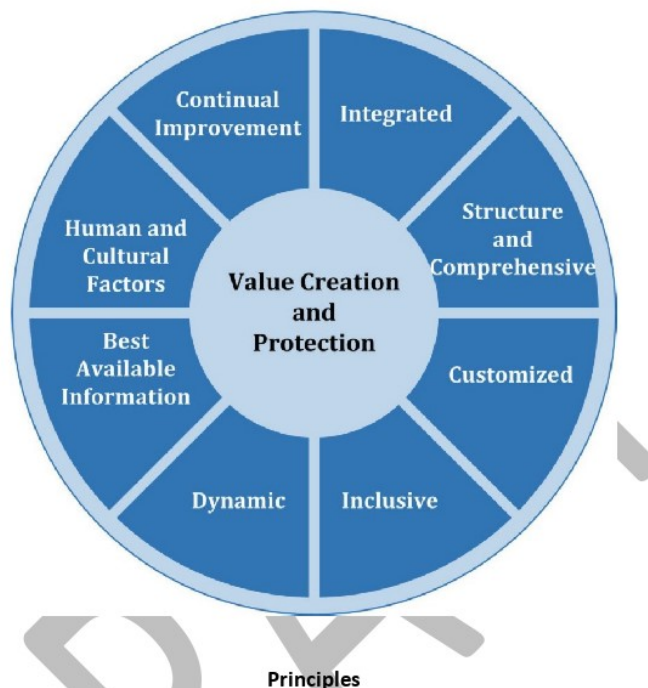 Continual
Improvement
Integrated
Structure
and
Comprehensive
Customized
Inclusive
Dynamic
Best
Available
Information
Human and
Cultural
Factors
Value Creation
and
Protection
Principles